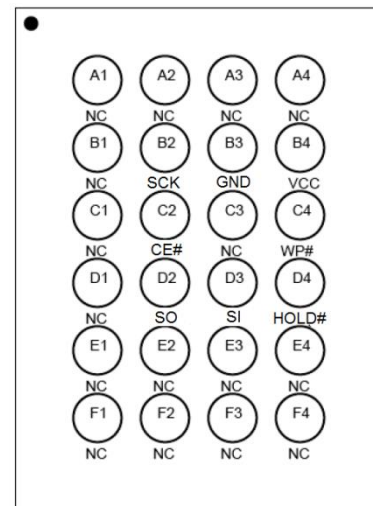 A1 A2 A3 A4
NC NC NC NC
B1 B2 B3 B4
NC SCK GND VCC
C1 C2 C3 C4
NC CE# NC WP#
D1 D2 D3 D4
NC SO SI HOLD#
E1 E2 E3 E4
NC NC NC NC
F1 F2 F3 F4
NC NC NC NC